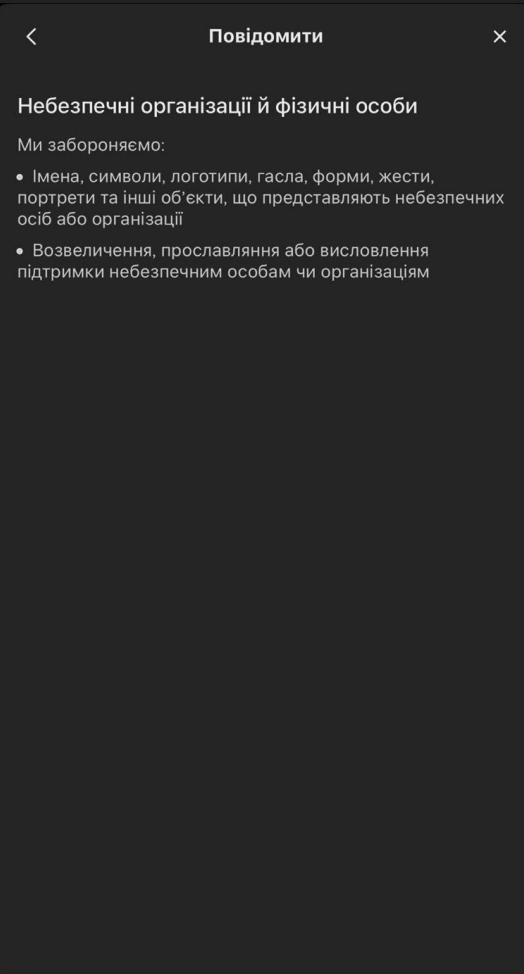 Повідомити
Небезпечні організації й фізичні особи
Ми забороняємо:
• Імена, символи, логотипи, гасла, форми, жести,
портрети та інші об’єкти, що представляють небезпечних
осіб або організації
• Возвеличення, прославляння або висловлення
підтримки небезпечним особам чи організаціям